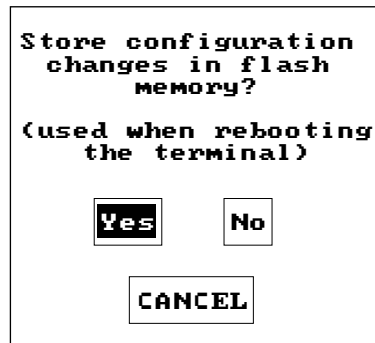 Store configuration
changes in flash
memory?
(used when rebooting
the terminal)
Yes No
CANCEL